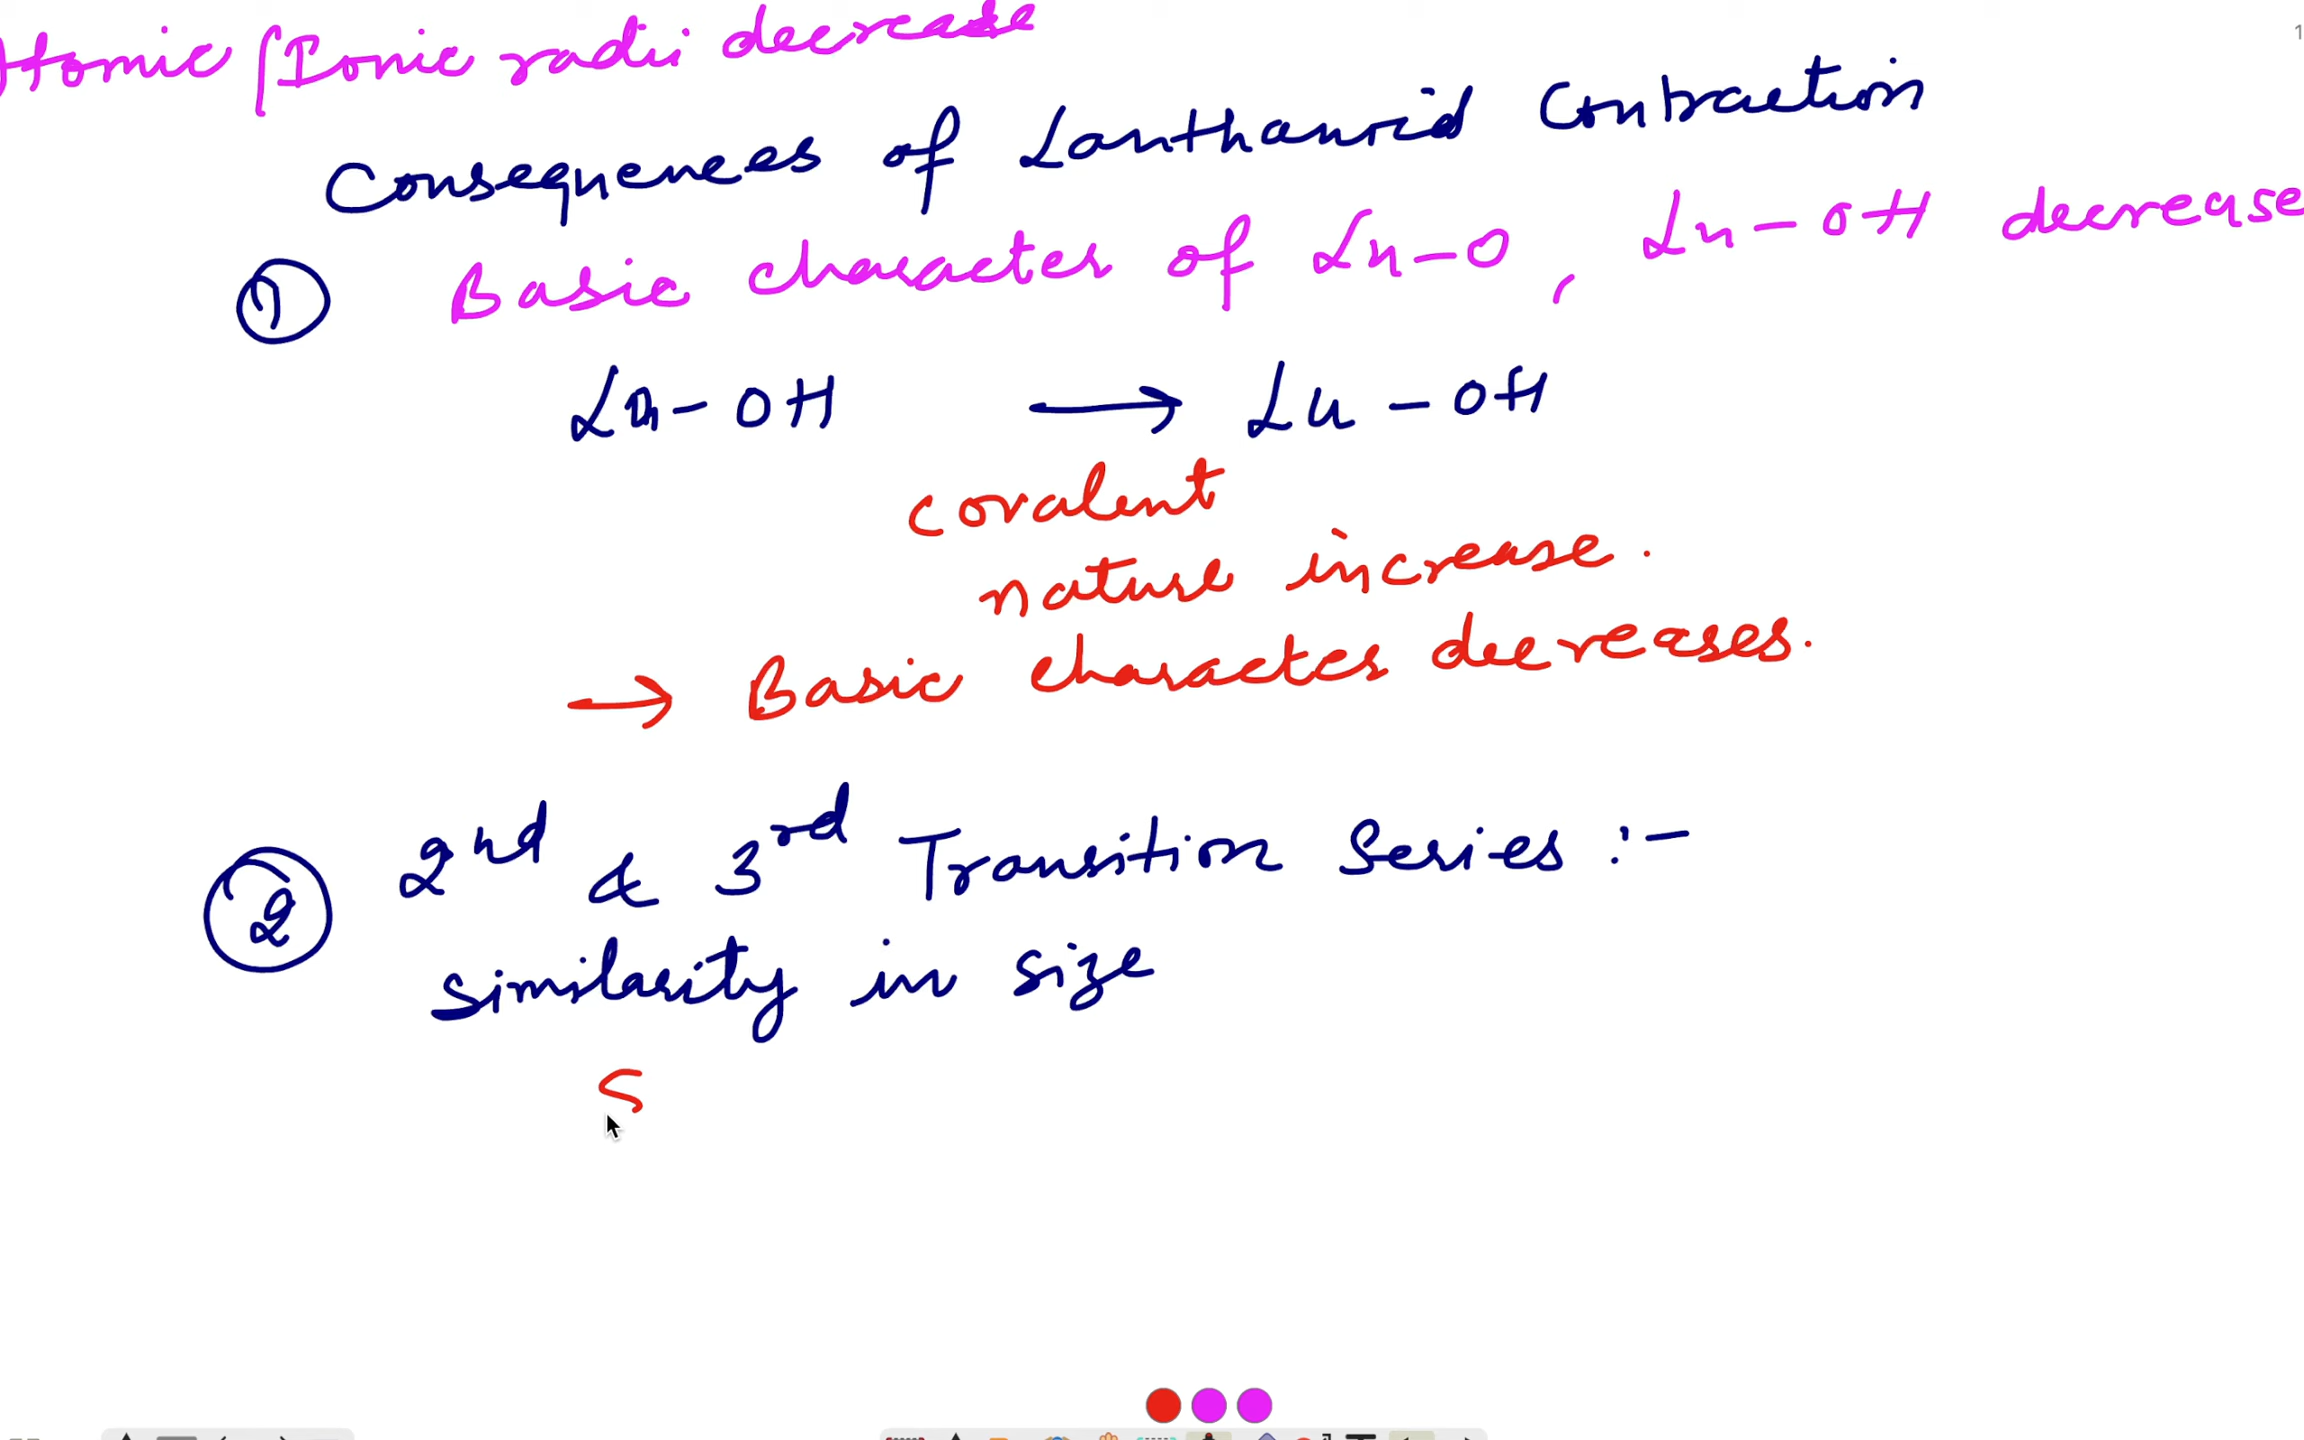 Atomic / Ionic radii decrease
1
Consequences of Lanthanoid Contraction
① Basic character of Ln-O, Ln-OH decrease
Ln-OH → Lu-OH
covalent
nature increase.
→ Basic character decreases.
② 2nd & 3rd Transition Series :-
similarity in size
S